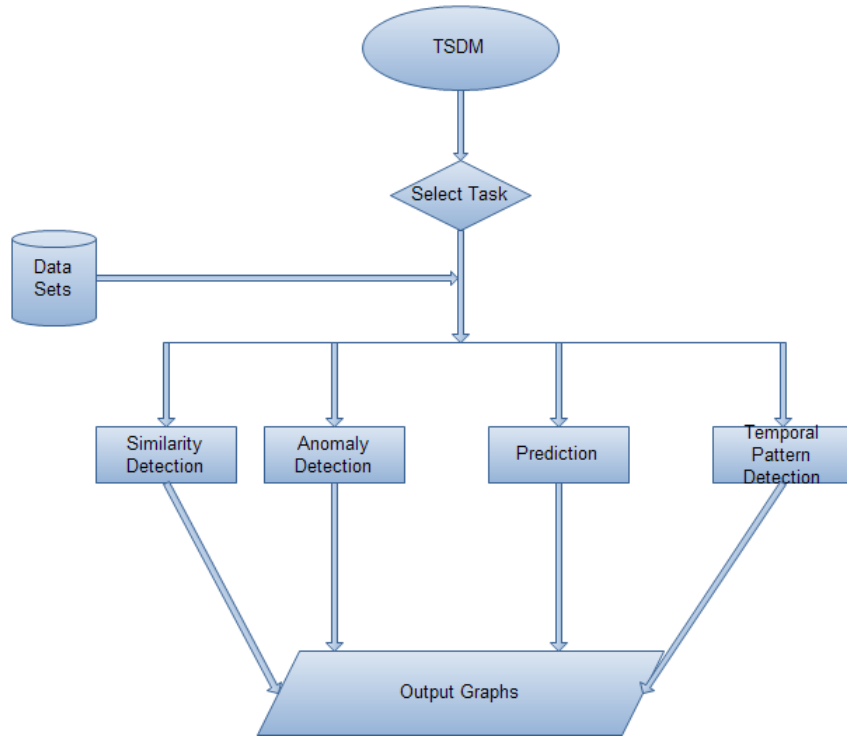 TSDM
Select Task
Data
Sets
Similarity
Detection
Anomaly
Detection
Prediction
Temporal
Pattern
Detection
Output Graphs